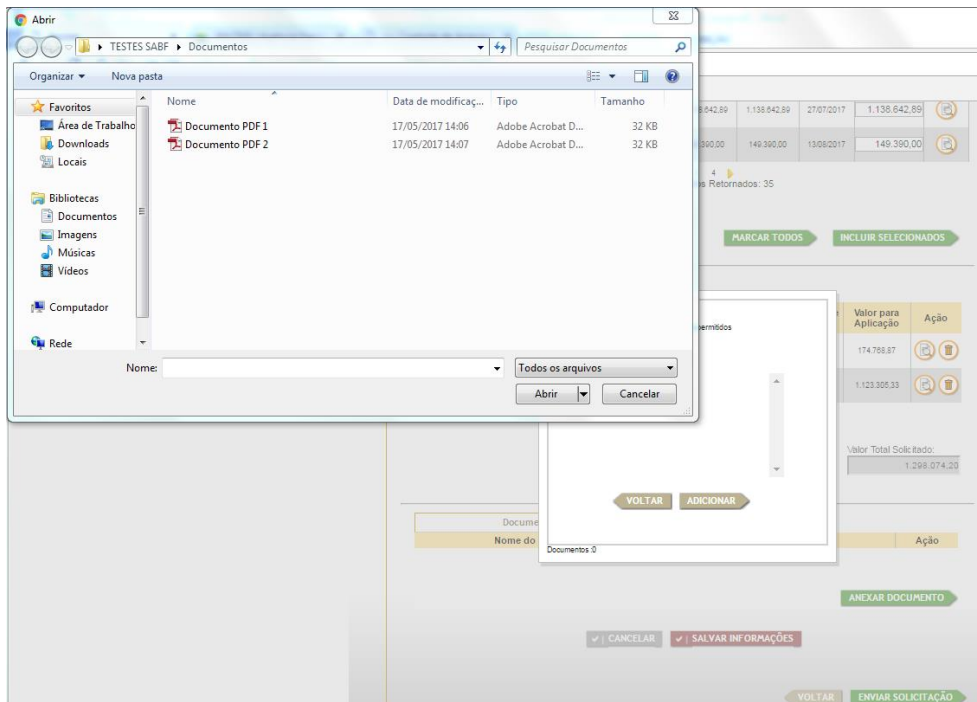 Abrir
TESTES SABF ▸ Documentos
Pesquisar Documentos
Organizar
Nova pasta
Favoritos
Área de Trabalho
Downloads
Locais
Bibliotecas
Documentos
Imagens
Músicas
Vídeos
Computador
Rede
Nome Data de modificaç... Tipo Tamanho
Documento PDF 1 17/05/2017 14:06 Adobe Acrobat D... 32 KB
Documento PDF 2 17/05/2017 14:07 Adobe Acrobat D... 32 KB
Nome:
Todos os arquivos
Abrir
Cancelar
1.138.642,89 27/07/2017 1.138.642,89
149.390,00 13/08/2017 149.390,00
4
Retornados: 35
MARCAR TODOS
INCLUIR SELECIONADOS
Valor para Aplicação
Ação
174.768,87
1.123.305,33
Valor Total Solicitado:
1.298.074,20
VOLTAR
ADICIONAR
Documentos :0
Nome do
Ação
ANEXAR DOCUMENTO
CANCELAR
SALVAR INFORMAÇÕES
VOLTAR
ENVIAR SOLICITAÇÃO